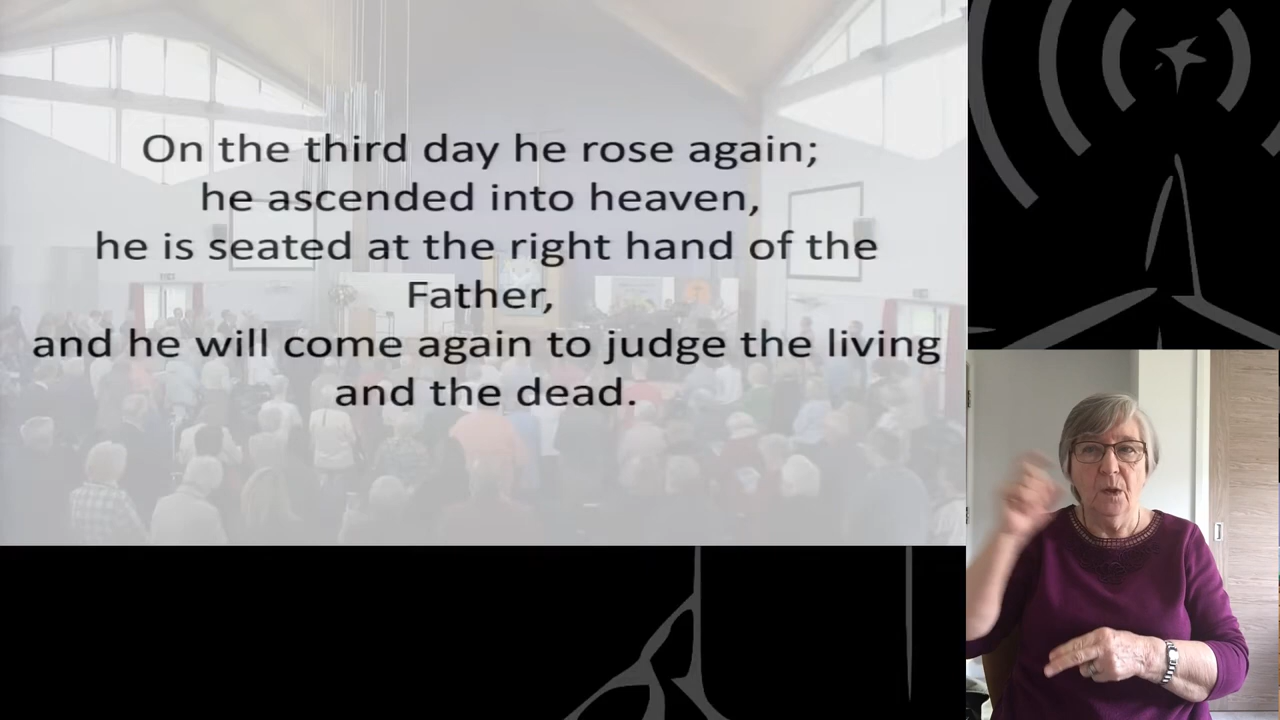 On the third day he rose again;
he ascended into heaven,
he is seated at the right hand of the
Father,
and he will come again to judge the living
and the dead.